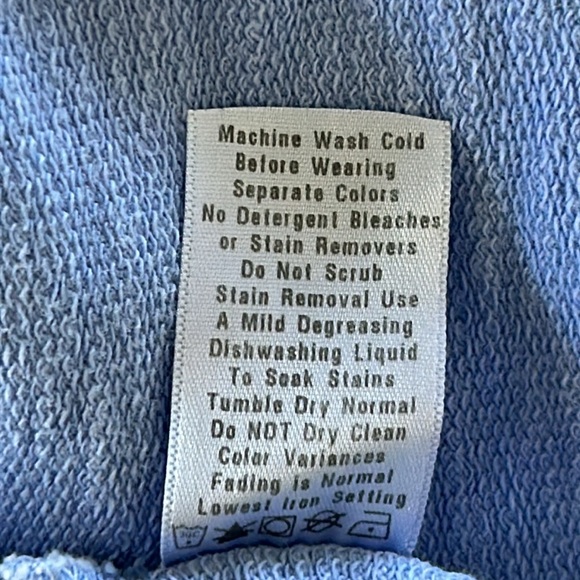 Machine Wash Cold
Before Wearing
Separate Colors
No Detergent Bleaches
or Stain Removers
Do Not Scrub
Stain Removal Use
A Mild Degreasing
Dishwashing Liquid
To Soak Stains
Tumble Dry Normal
Do NOT Dry Clean
Color Variances
Fading is Normal
Lowest Iron Setting
30C